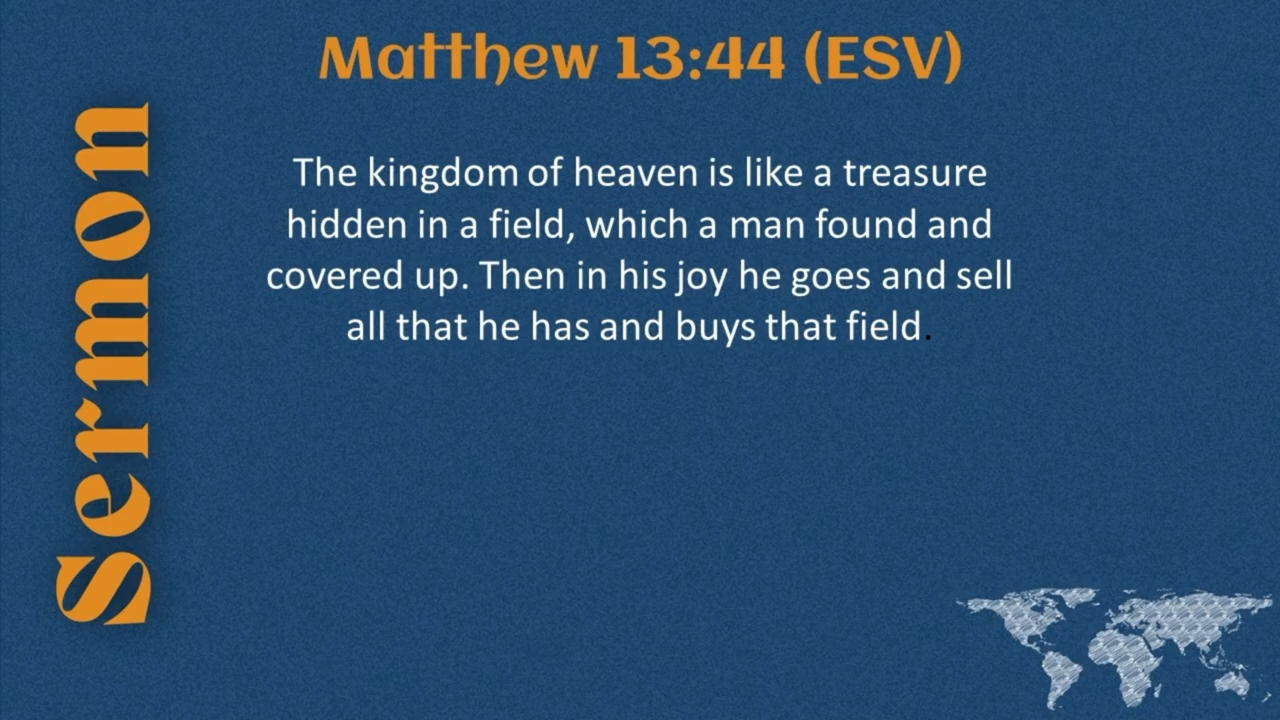 Matthew 13:44 (ESV)
Sermon
The kingdom of heaven is like a treasure
hidden in a field, which a man found and
covered up. Then in his joy he goes and sell
all that he has and buys that field.